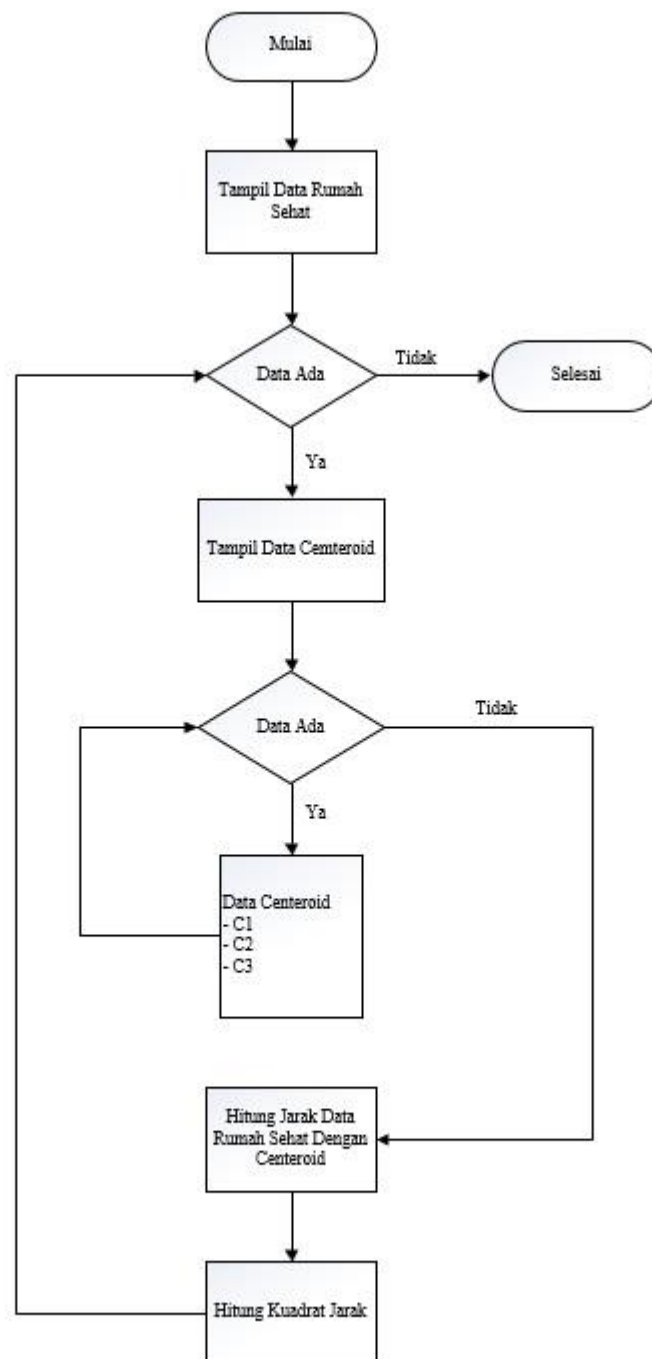 Mulai
Tampil Data Rumah
Sehat
Data Ada
Tidak
Selesai
Ya
Tampil Data Cemteroid
Data Ada
Tidak
Ya
Data Centeroid
- C1
- C2
- C3
Hitung Jarak Data
Rumah Sehat Dengan
Centeroid
Hitung Kuadrat Jarak